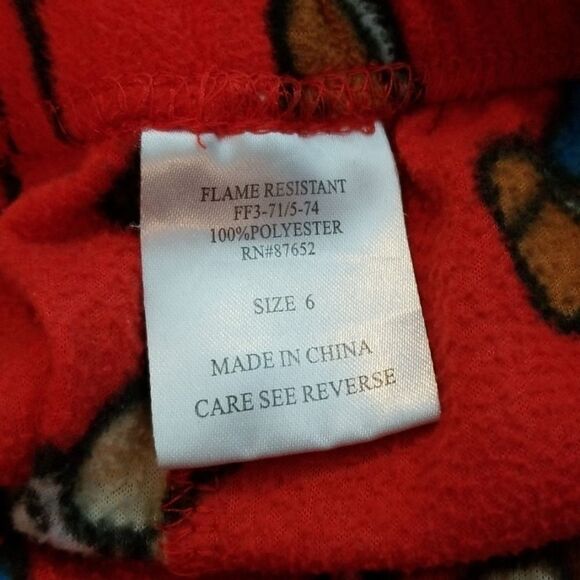 FLAME RESISTANT
FF3-71/5-74
100%POLYESTER
RN#87652
SIZE 6
MADE IN CHINA
CARE SEE REVERSE